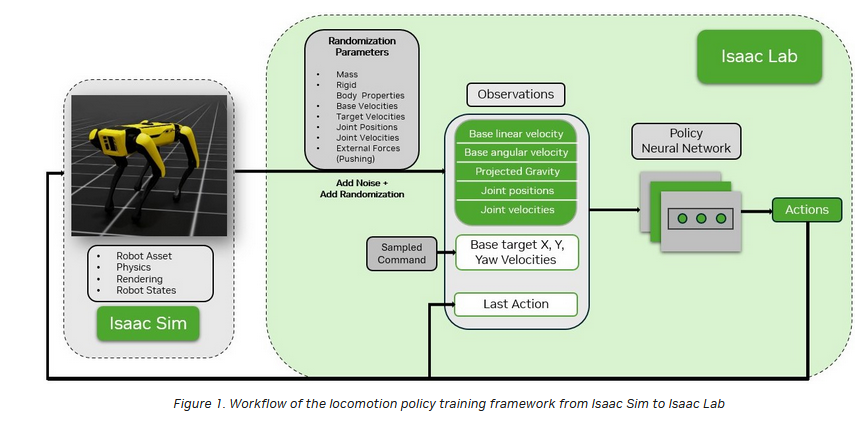 Isaac Lab
Randomization
Parameters
• Mass
• Rigid
Body Properties
• Base Velocities
• Target Velocities
• Joint Positions
• Joint Velocities
• External Forces
(Pushing)
Add Noise +
Add Randomization
Observations
Base linear velocity
Base angular velocity
Projected Gravity
Joint positions
Joint velocities
Sampled
Command
Base target X, Y,
Yaw Velocities
Last Action
Policy
Neural Network
Actions
• Robot Asset
• Physics
• Rendering
• Robot States
Isaac Sim
Figure 1. Workflow of the locomotion policy training framework from Isaac Sim to Isaac Lab